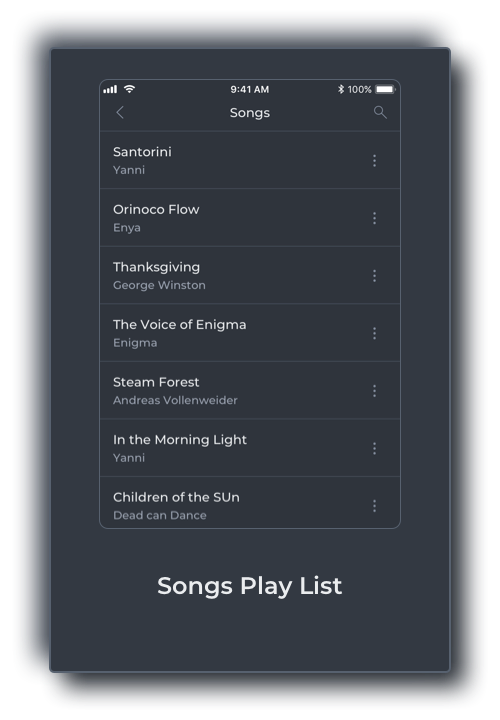 9:41 AM 100%
Songs
Santorini
Yanni
Orinoco Flow
Enya
Thanksgiving
George Winston
The Voice of Enigma
Enigma
Steam Forest
Andreas Vollenweider
In the Morning Light
Yanni
Children of the SUn
Dead can Dance
Songs Play List